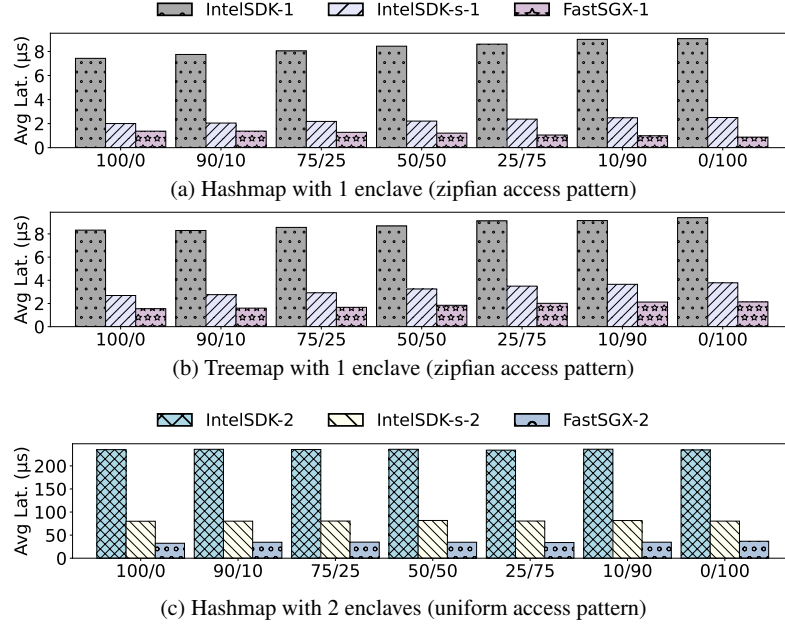 IntelSDK-1 IntelSDK-s-1 FastSGX-1
Avg Lat. (µs)
8
6
4
2
0
100/0 90/10 75/25 50/50 25/75 10/90 0/100
(a) Hashmap with 1 enclave (zipfian access pattern)
Avg Lat. (µs)
8
6
4
2
0
100/0 90/10 75/25 50/50 25/75 10/90 0/100
(b) Treemap with 1 enclave (zipfian access pattern)
IntelSDK-2 IntelSDK-s-2 FastSGX-2
Avg Lat. (µs)
200
150
100
50
0
100/0 90/10 75/25 50/50 25/75 10/90 0/100
(c) Hashmap with 2 enclaves (uniform access pattern)